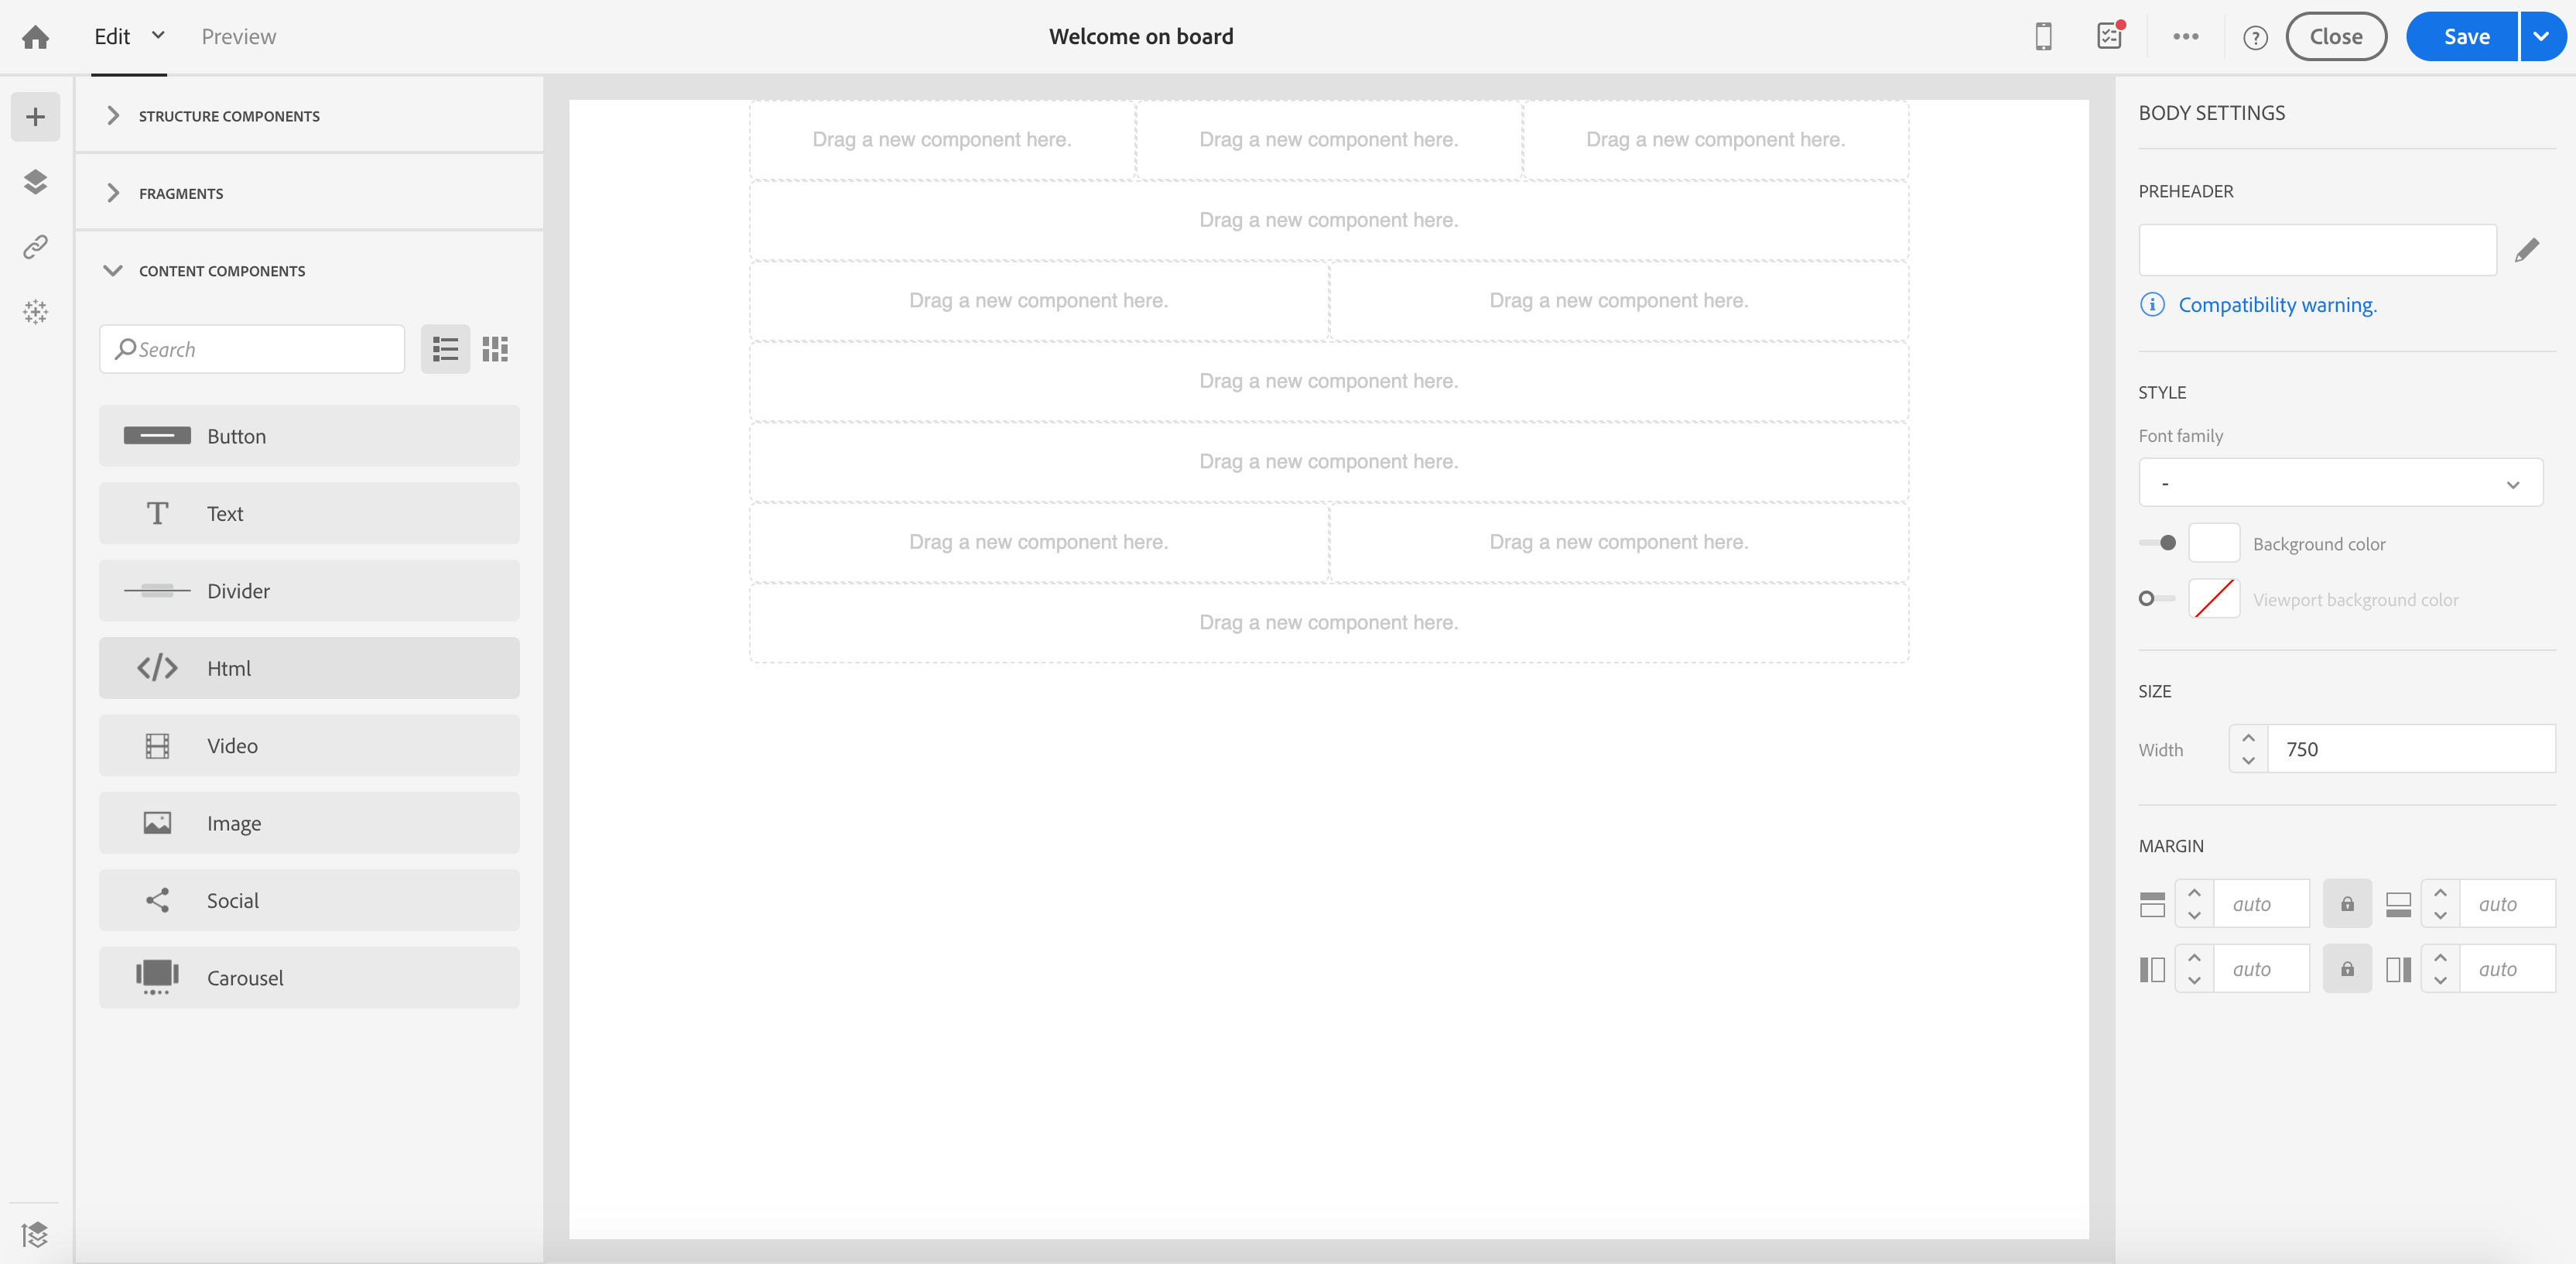 Edit
Preview
Welcome on board
Close
Save
STRUCTURE COMPONENTS
FRAGMENTS
CONTENT COMPONENTS
Search
Button
Text
Divider
Html
Video
Image
Social
Carousel
Drag a new component here. Drag a new component here. Drag a new component here.
Drag a new component here.
Drag a new component here. Drag a new component here.
Drag a new component here.
Drag a new component here.
Drag a new component here. Drag a new component here.
Drag a new component here.
BODY SETTINGS
PREHEADER
Compatibility warning.
STYLE
Font family
-
Background color
Viewport background color
SIZE
Width 750
MARGIN
auto auto
auto auto